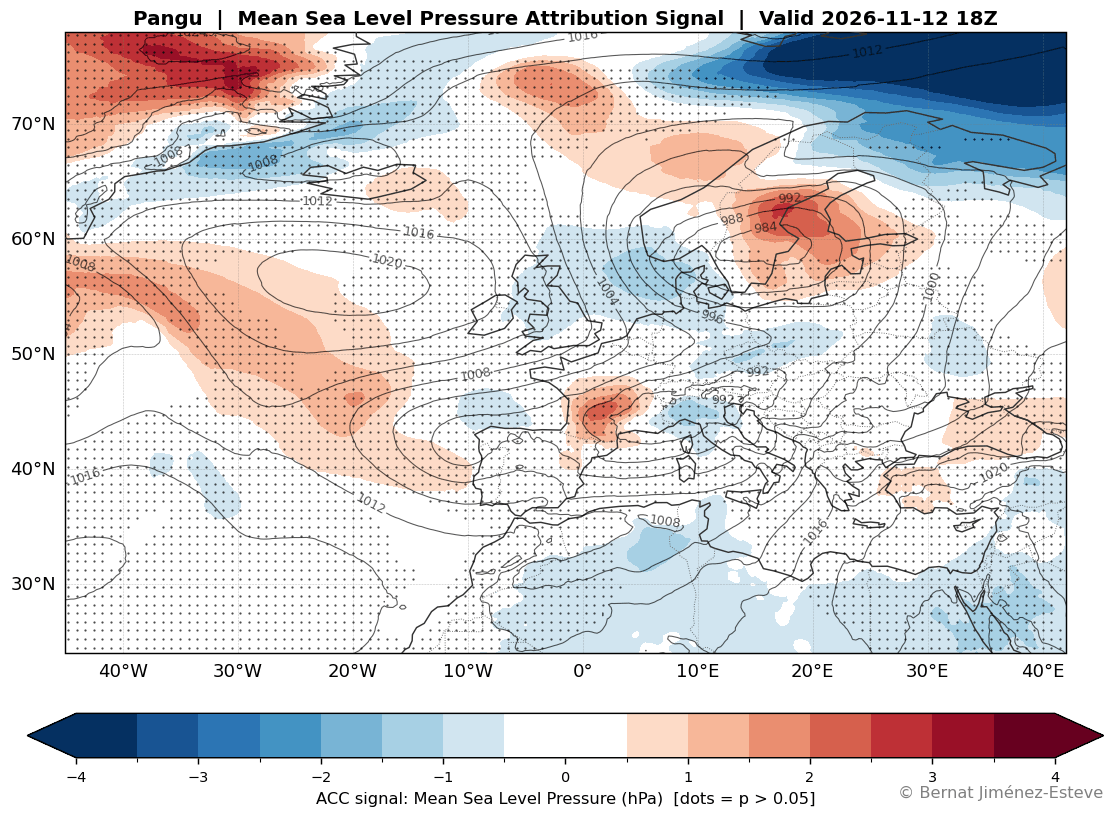 Pangu | Mean Sea Level Pressure Attribution Signal | Valid 2026-11-12 18Z
1016
1012
70°N
1008
1008
992
1012
988
60°N
1016
984
1008
1020
1000
1004
996
50°N
1008
992
992
40°N
1016
1020
1012
1008
1016
30°N
40°W 30°W 20°W 10°W 0° 10°E 20°E 30°E 40°E
−4 −3 −2 −1 0 1 2 3 4
ACC signal: Mean Sea Level Pressure (hPa) [dots = p > 0.05]
© Bernat Jiménez-Esteve